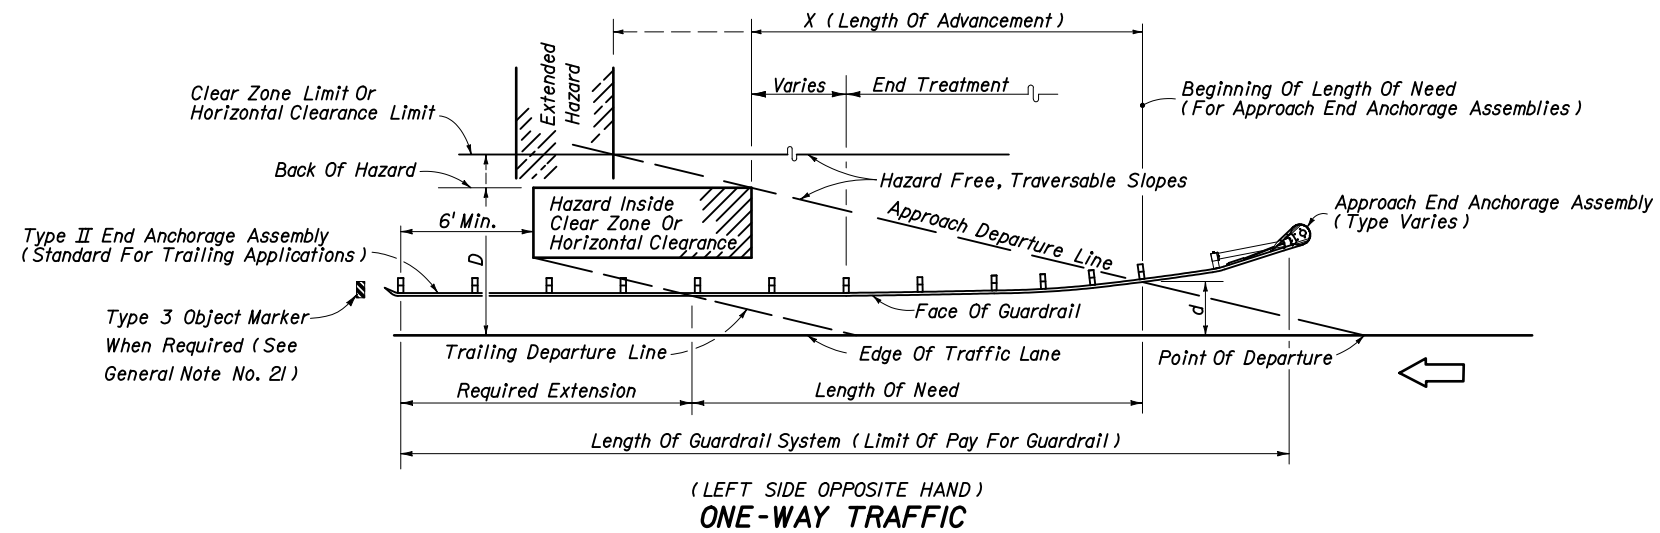 X (Length Of Advancement)
Extended
Hazard
Varies
End Treatment
Clear Zone Limit Or
Horizontal Clearance Limit
Beginning Of Length Of Need
(For Approach End Anchorage Assemblies)
Back Of Hazard
Hazard Free, Traversable Slopes
Hazard Inside
Clear Zone Or
Horizontal Clearance
6' Min.
Approach Departure Line
Approach End Anchorage Assembly
(Type Varies)
Type II End Anchorage Assembly
(Standard For Trailing Applications)
D
d
Face Of Guardrail
Type 3 Object Marker
When Required (See
General Note No. 21)
Trailing Departure Line
Edge Of Traffic Lane
Point Of Departure
Required Extension
Length Of Need
Length Of Guardrail System (Limit Of Pay For Guardrail)
(LEFT SIDE OPPOSITE HAND)
ONE-WAY TRAFFIC